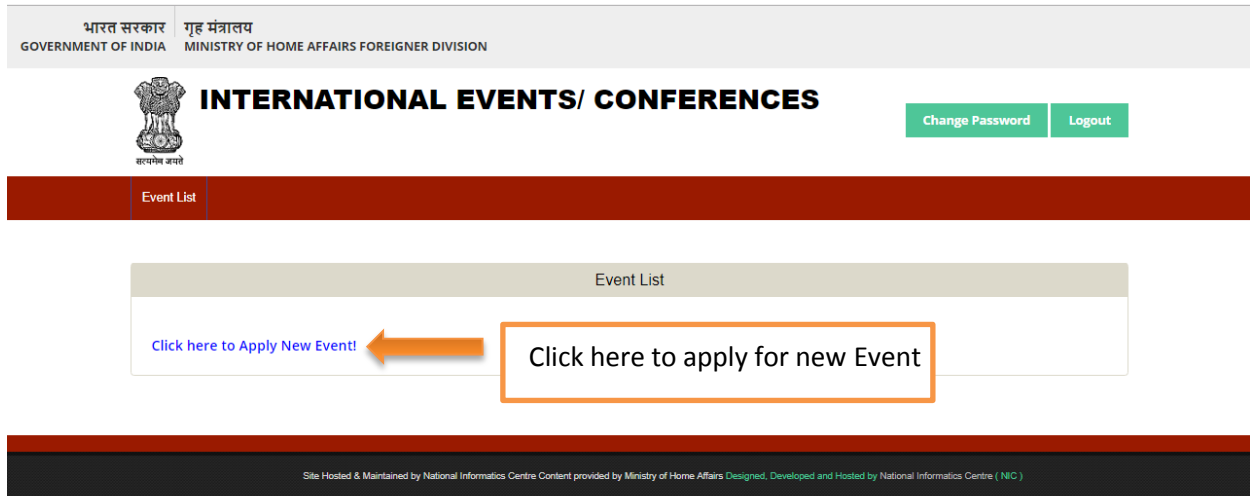 भारत सरकार गृह मंत्रालय
GOVERNMENT OF INDIA MINISTRY OF HOME AFFAIRS FOREIGNER DIVISION
INTERNATIONAL EVENTS/ CONFERENCES
Change Password Logout
सत्यमेव जयते
Event List
Event List
Click here to Apply New Event!
Click here to apply for new Event
Site Hosted & Maintained by National Informatics Centre Content provided by Ministry of Home Affairs Designed, Developed and Hosted by National Informatics Centre ( NIC )